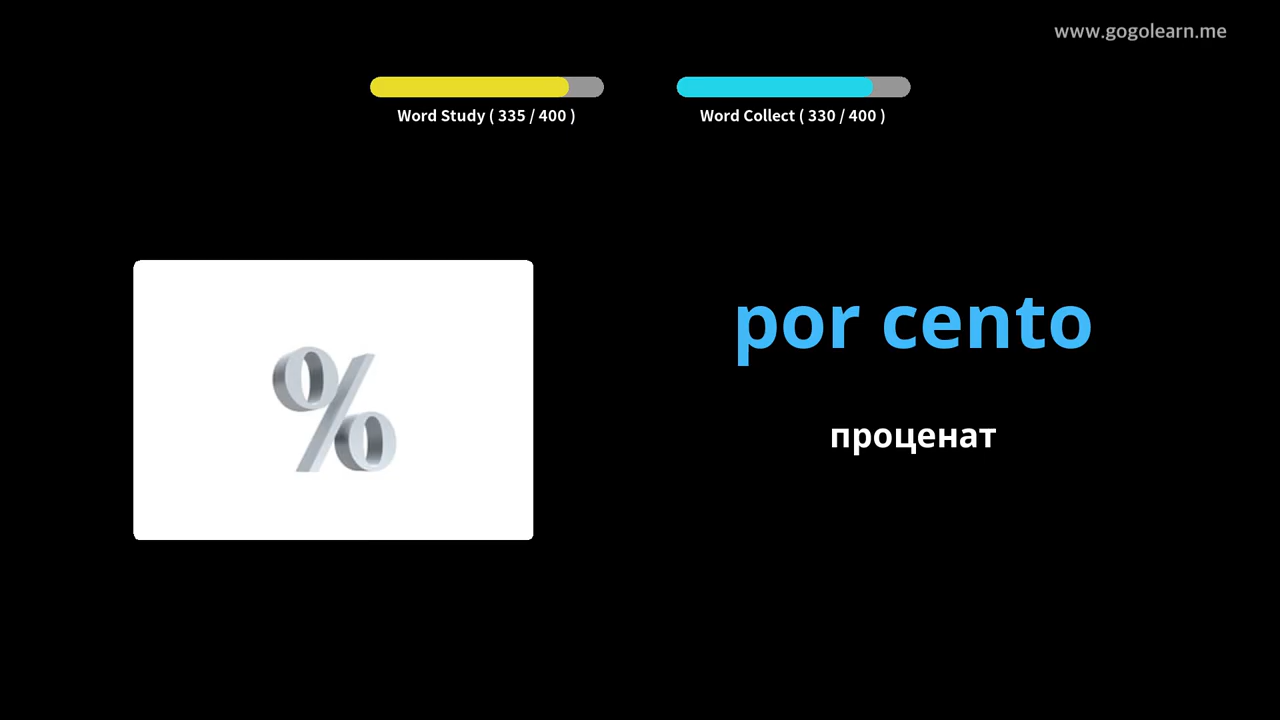 www.gogolearn.me
Word Study ( 335 / 400 )
Word Collect ( 330 / 400 )
%
por cento
проценат